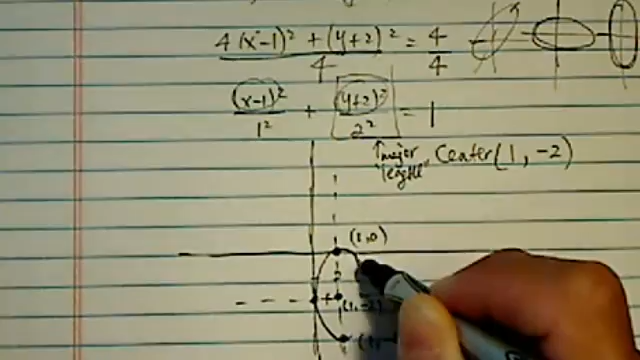 4(x-1)² + (y+2)² = 4
4 4
(x-1)² + (y+2)² = 1
1² 2²
major Center(1, -2)
"length"
(1,0)
(1,-2)